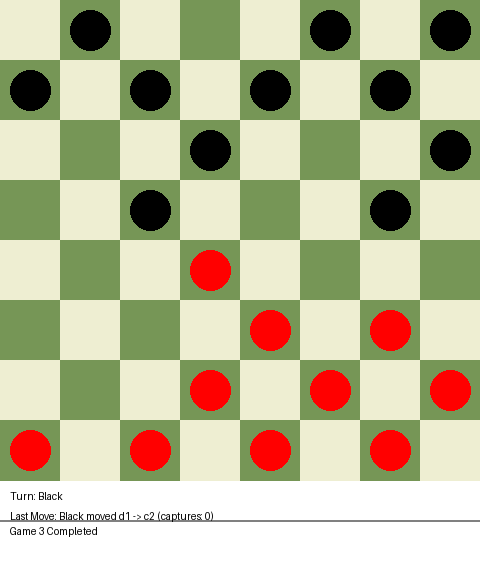 Turn: Black
Last Move: Black moved d1 -> c2 (captures: 0)
Game 3 Completed